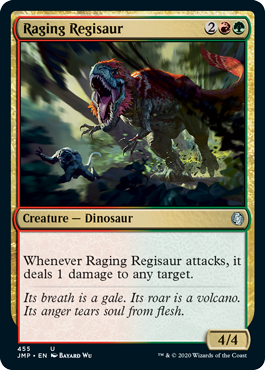 Raging Regisaur 2
Creature — Dinosaur
Whenever Raging Regisaur attacks, it
deals 1 damage to any target.
Its breath is a gale. Its roar is a volcano.
Its anger tears soul from flesh.
4/4
455 U
JMP • EN Bayard Wu ™ & © 2020 Wizards of the Coast